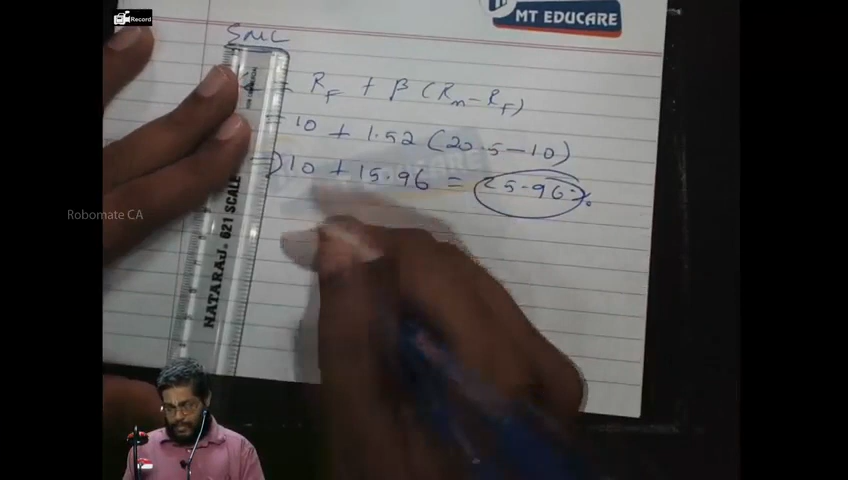 Record
MT EDUCARE
SML
= RF + β (Rm - RF)
= 10 + 1.52 (20.5 - 10)
=) 10 + 15.96 = 25.96%
Robomate CA
NATARAJ 621 SCALE